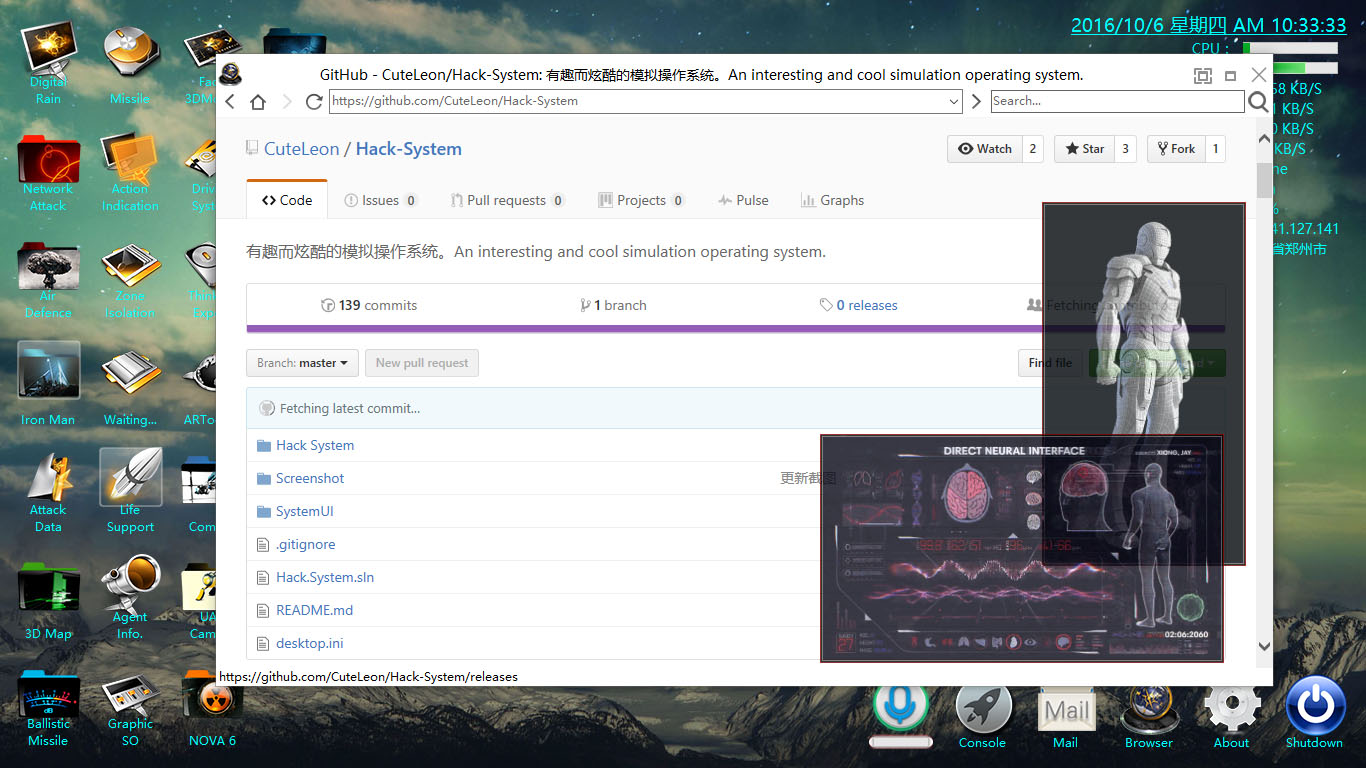 2016/10/6 星期四 AM 10:33:33
CPU :
58 KB/S
KB/S
KB/S
KB/S
41.127.141
省郑州市
Digital
Rain
Missile
3DM
Network
Attack
Action
Indication
Driv
Syst
Air
Defence
Zone
Isolation
Thin
Exp
Iron Man
Waiting...
ARTo
Attack
Data
Life
Support
Com
3D Map
Agent
Info.
UA
Cam
Ballistic
Missile
Graphic
SO
NOVA 6
GitHub - CuteLeon/Hack-System: 有趣而炫酷的模拟操作系统。An interesting and cool simulation operating system.
https://github.com/CuteLeon/Hack-System
Search...
CuteLeon / Hack-System
Watch 2
Star 3
Fork 1
Code
Issues 0
Pull requests 0
Projects 0
Pulse
Graphs
有趣而炫酷的模拟操作系统。An interesting and cool simulation operating system.
139 commits
1 branch
0 releases
Fetching
Branch: master
New pull request
Find file
Fetching latest commit...
Hack System
Screenshot
更新截图
SystemUI
.gitignore
Hack.System.sln
README.md
desktop.ini
DIRECT NEURAL INTERFACE
XIONG, JAY
02:06:2060
https://github.com/CuteLeon/Hack-System/releases
Console
Mail
Mail
Browser
About
Shutdown